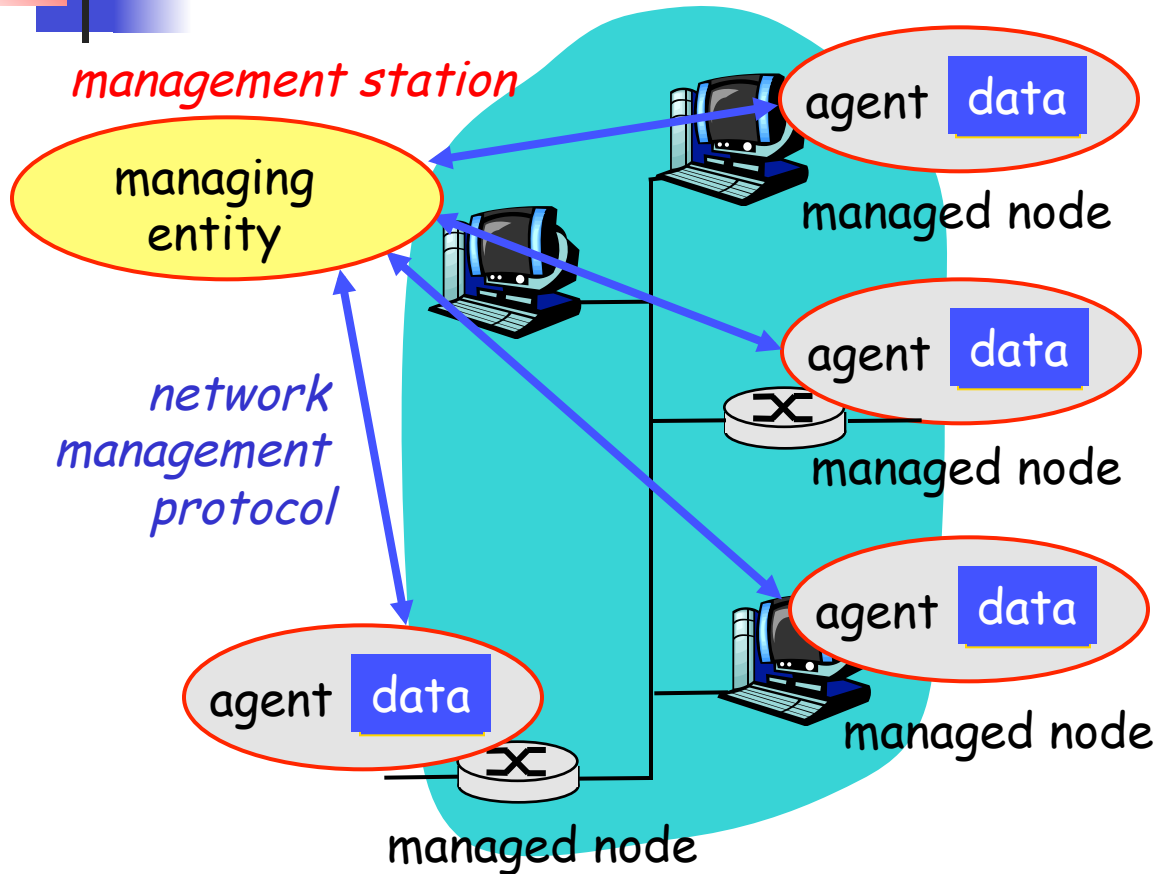 management station
managing
entity
agent data
managed node
agent data
managed node
network
management
protocol
agent data
managed node
agent data
managed node